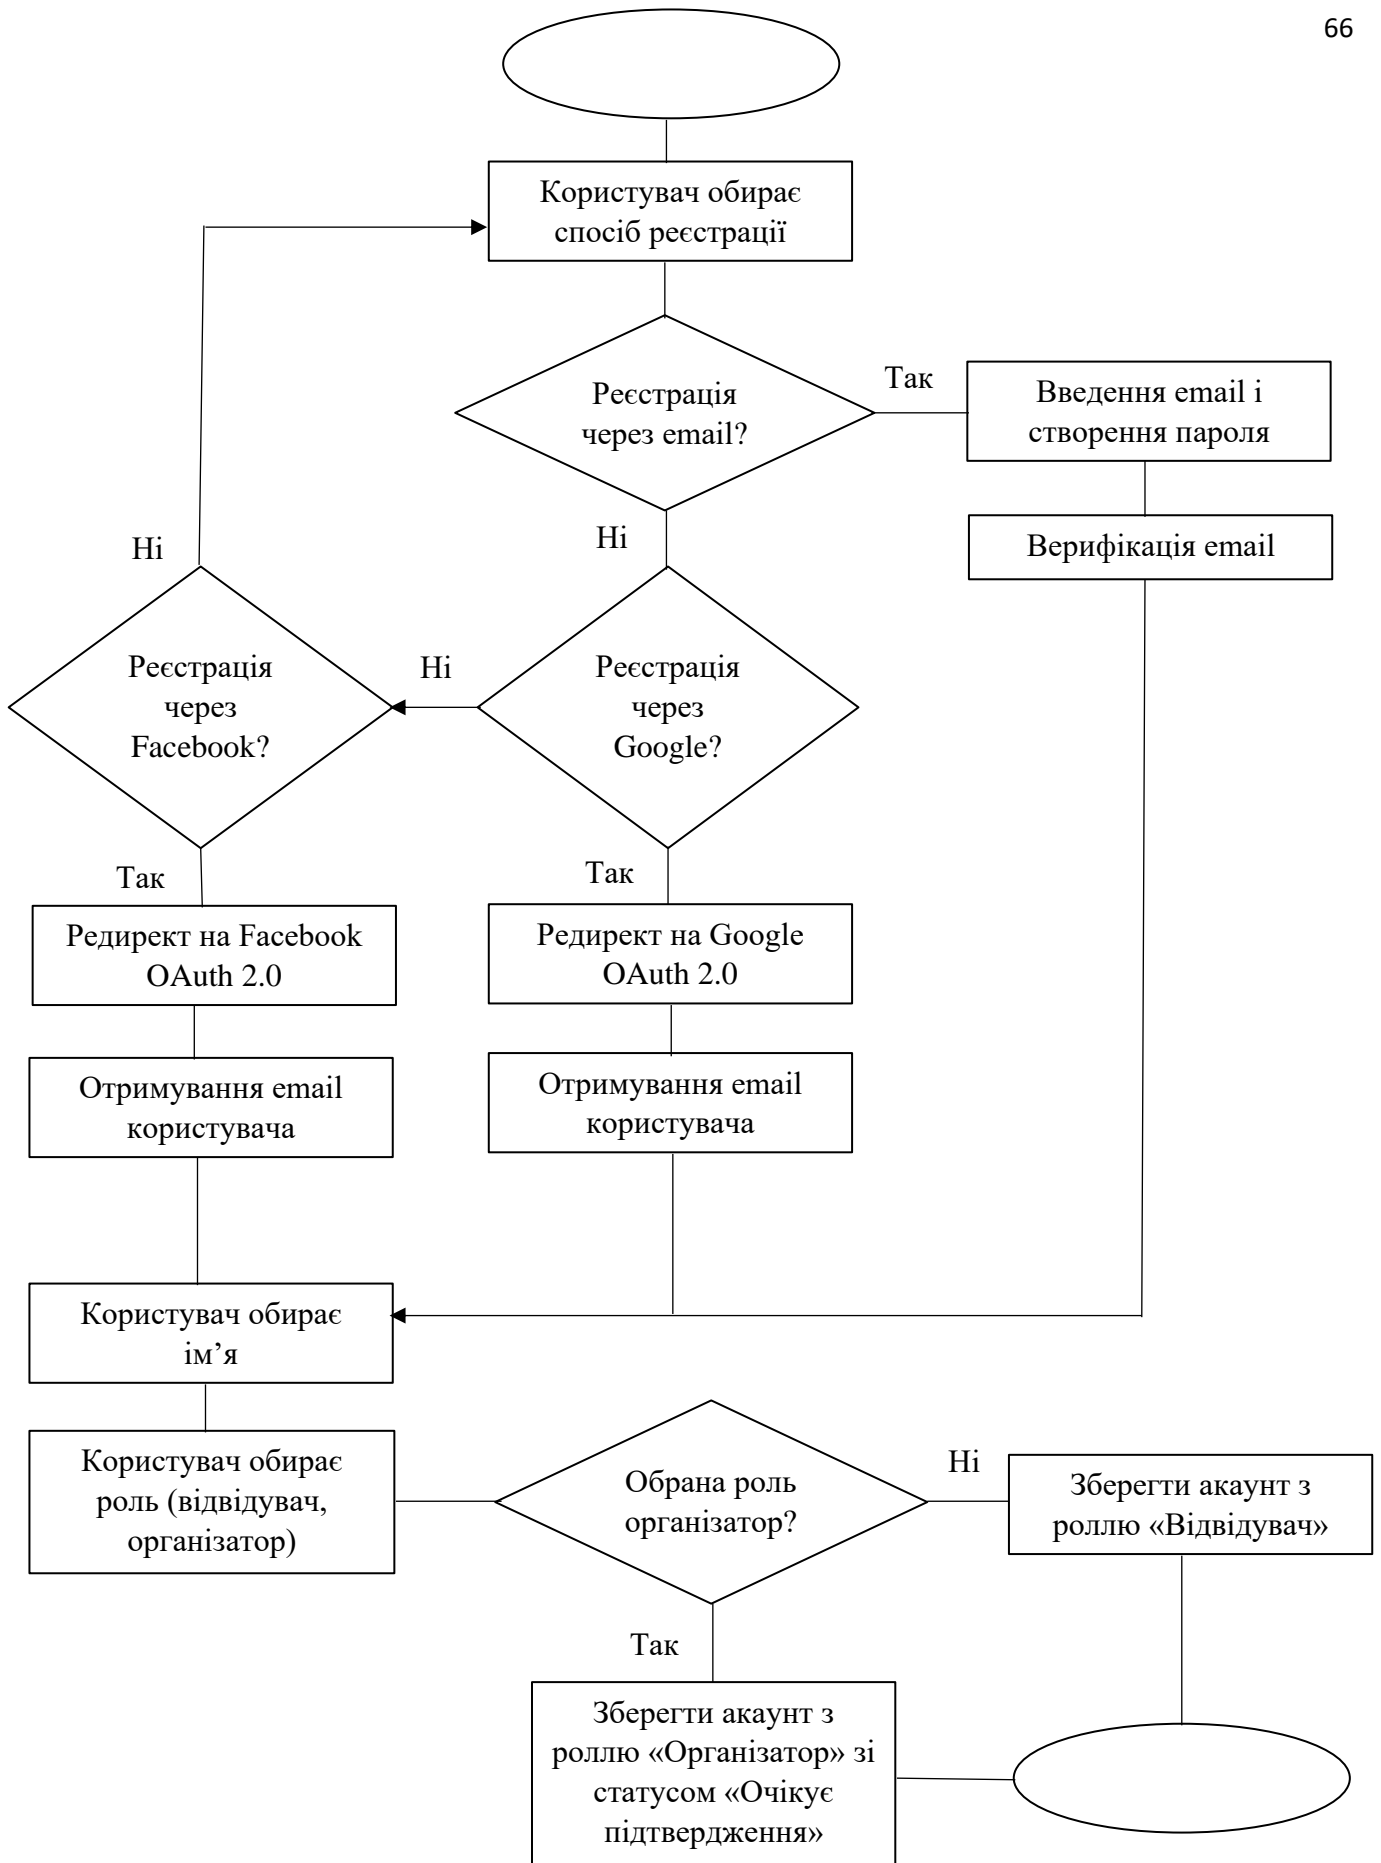 66
Користувач обирає
спосіб реєстрації
Реєстрація
через email?
Так
Введення email і
створення пароля
Ні
Верифікація email
Ні
Реєстрація
через
Facebook?
Ні
Реєстрація
через
Google?
Так
Так
Редирект на Facebook
OAuth 2.0
Редирект на Google
OAuth 2.0
Отримування email
користувача
Отримування email
користувача
Користувач обирає
ім’я
Користувач обирає
роль (відвідувач,
організатор)
Обрана роль
організатор?
Ні
Зберегти акаунт з
роллю «Відвідувач»
Так
Зберегти акаунт з
роллю «Організатор» зі
статусом «Очікує
підтвердження»